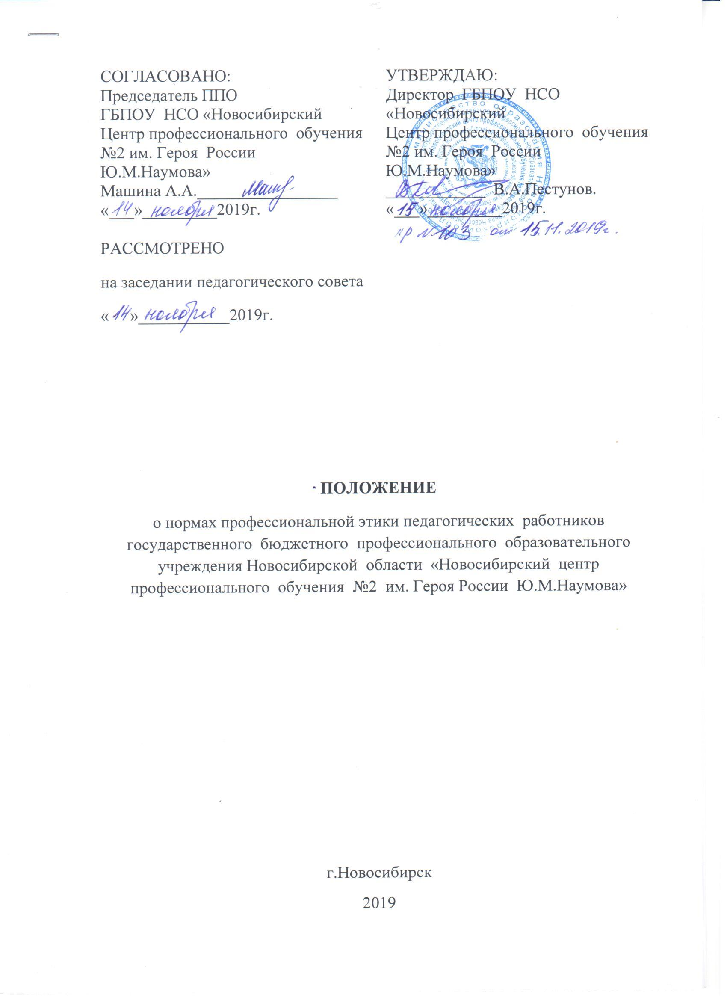 СОГЛАСОВАНО:
Председатель ППО
ГБПОУ НСО «Новосибирский
Центр профессионального обучения
№2 им. Героя России
Ю.М.Наумова»
Машина А.А.
«14» ноября 2019г.
РАССМОТРЕНО
на заседании педагогического совета
«14» ноября 2019г.
УТВЕРЖДАЮ:
Директор ГБПОУ НСО
«Новосибирский
Центр профессионального обучения
№2 им. Героя России
Ю.М.Наумова»
В.А.Пестунов.
«15» ноября 2019г.
пр №103 от 15.11.2019г.
ПОЛОЖЕНИЕ
о нормах профессиональной этики педагогических работников
государственного бюджетного профессионального образовательного
учреждения Новосибирской области «Новосибирский центр
профессионального обучения №2 им. Героя России Ю.М.Наумова»
г.Новосибирск
2019